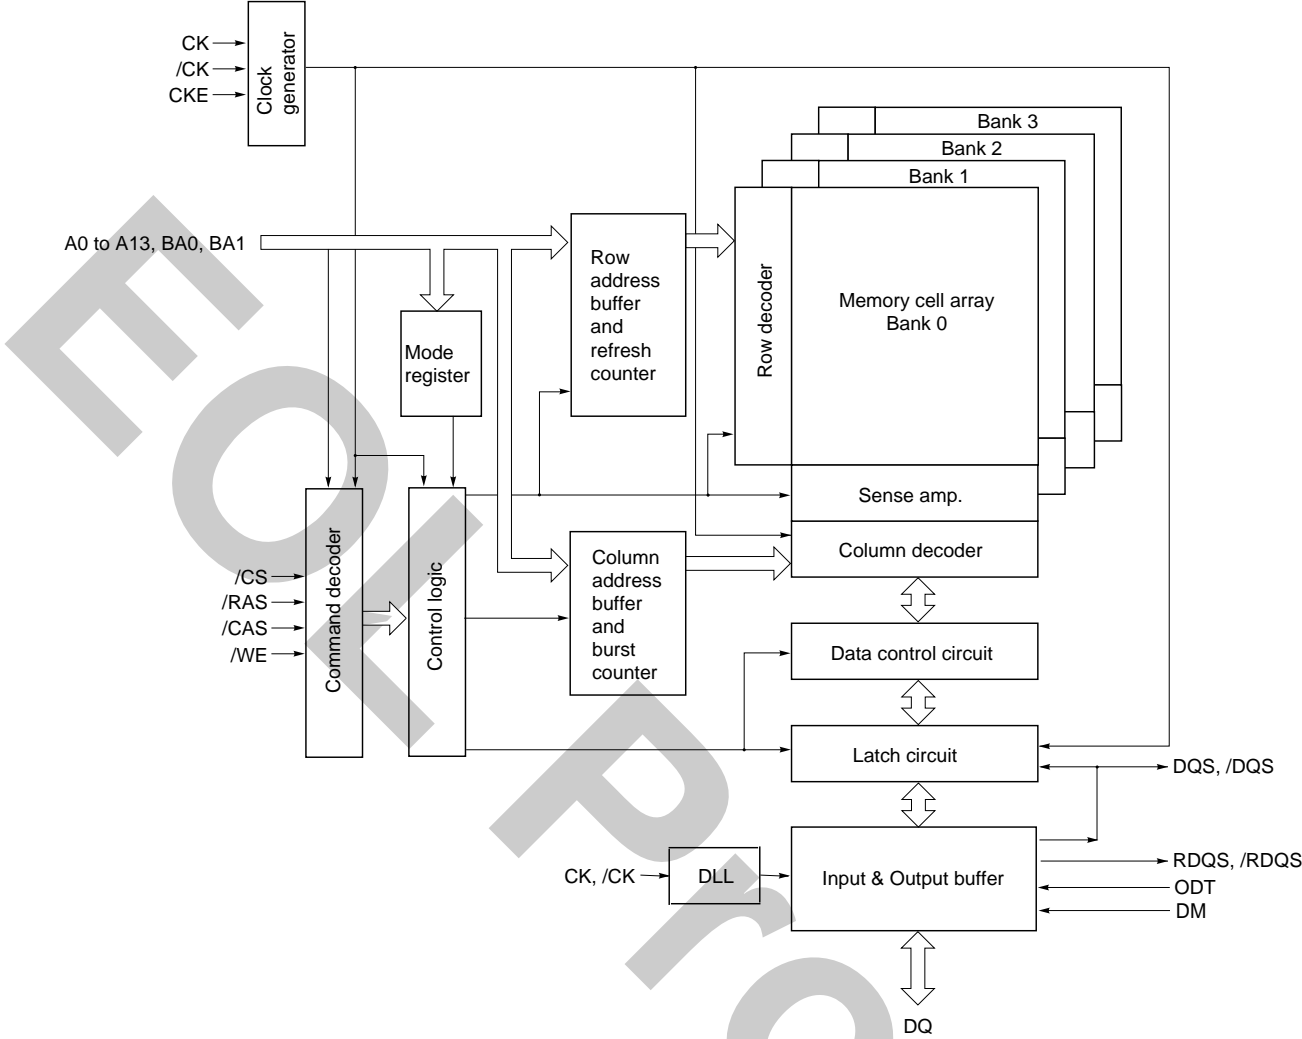 CK
/CK
CKE
Clock
generator
Bank 3
Bank 2
Bank 1
A0 to A13, BA0, BA1
Row
address
buffer
and
refresh
counter
Row decoder
Memory cell array
Bank 0
Mode
register
Sense amp.
Column decoder
Command decoder
Control logic
/CS
/RAS
/CAS
/WE
Column
address
buffer
and
burst
counter
Data control circuit
Latch circuit
DQS, /DQS
CK, /CK
DLL
Input & Output buffer
RDQS, /RDQS
ODT
DM
DQ
EOL Pro